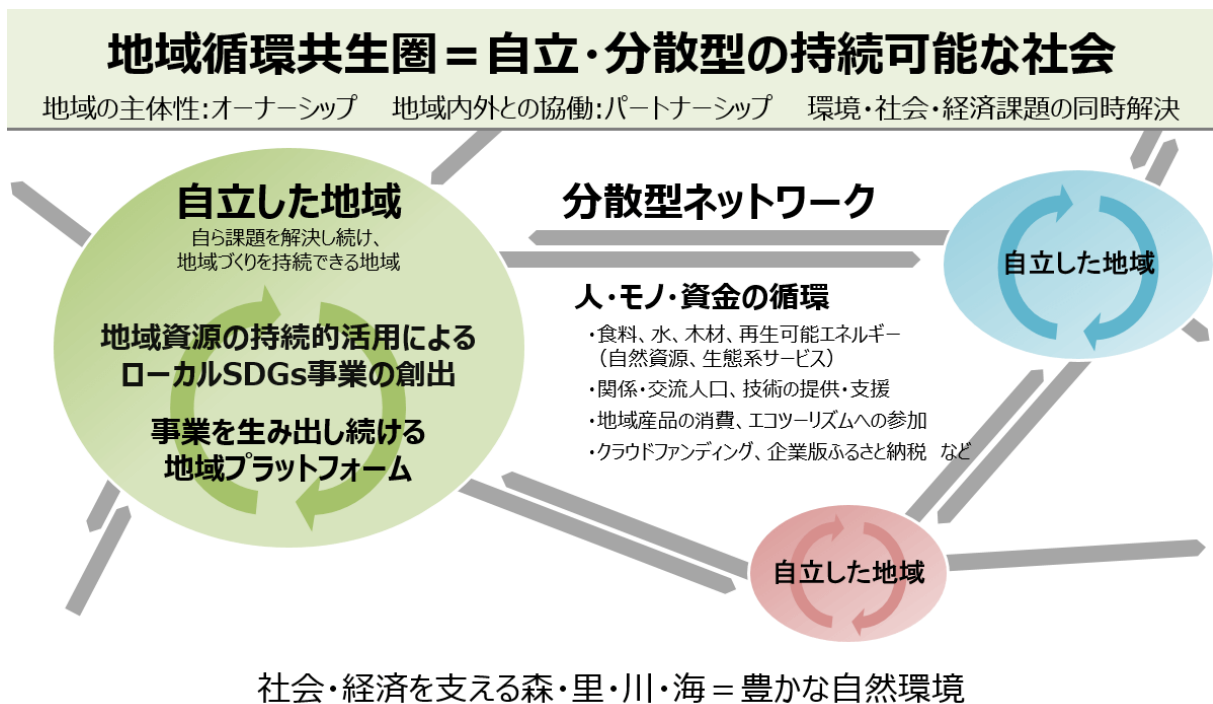 地域循環共生圏＝自立・分散型の持続可能な社会
地域の主体性:オーナーシップ　地域内外との協働:パートナーシップ　環境・社会・経済課題の同時解決
自立した地域
自ら課題を解決し続け、
地域づくりを持続できる地域
地域資源の持続的活用による
ローカルSDGs事業の創出
事業を生み出し続ける
地域プラットフォーム
分散型ネットワーク
人・モノ・資金の循環
・食料、水、木材、再生可能エネルギー
（自然資源、生態系サービス）
・関係・交流人口、技術の提供・支援
・地域産品の消費、エコツーリズムへの参加
・クラウドファンディング、企業版ふるさと納税　など
自立した地域
自立した地域
社会・経済を支える森・里・川・海＝豊かな自然環境